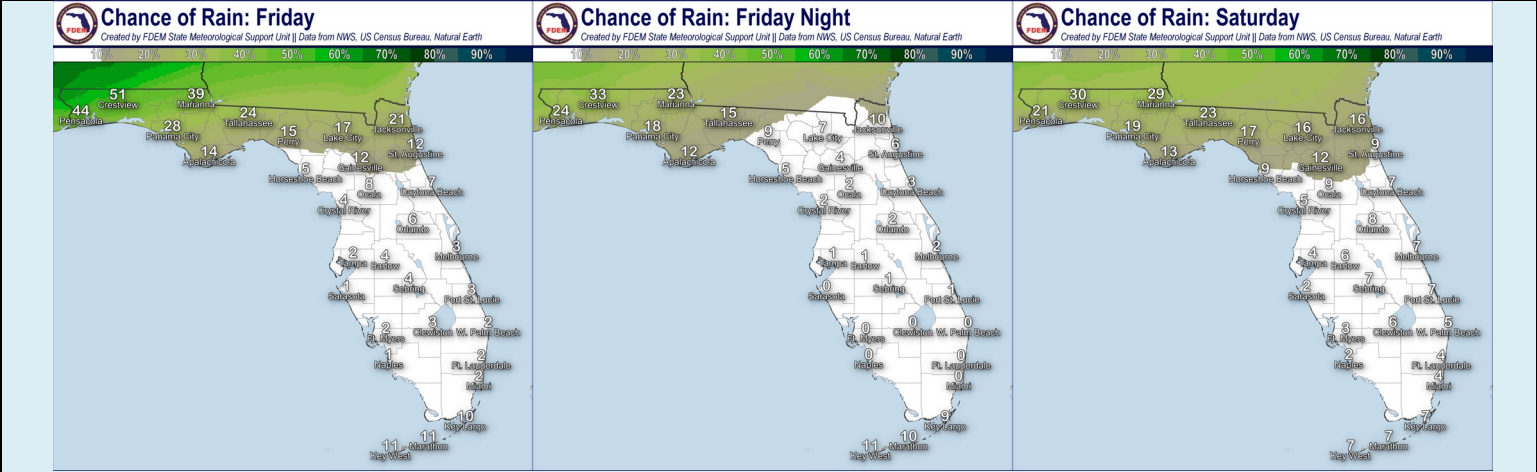 FDEM
Chance of Rain: Friday
Created by FDEM State Meteorological Support Unit || Data from NWS, US Census Bureau, Natural Earth
10% 20% 30% 40% 50% 60% 70% 80% 90%
51
Crestview
39
Marianna
44
Pensacola
24
Tallahassee
21
Jacksonville
28
Panama City
15
Perry
17
Lake City
14
Apalachicola
12
St. Augustine
12
Gainesville
5
Horseshoe Beach
8
Ocala
7
Daytona Beach
4
Crystal River
6
Orlando
3
Melbourne
2
Tampa
4
Bartow
4
Sebring
1
Sarasota
3
Port St. Lucie
2
Ft. Myers
3
Clewiston
2
W. Palm Beach
1
Naples
2
Ft. Lauderdale
2
Miami
10
Key Largo
11
Marathon
11
Key West
FDEM
Chance of Rain: Friday Night
Created by FDEM State Meteorological Support Unit || Data from NWS, US Census Bureau, Natural Earth
10% 20% 30% 40% 50% 60% 70% 80% 90%
33
Crestview
23
Marianna
24
Pensacola
15
Tallahassee
10
Jacksonville
18
Panama City
9
Perry
7
Lake City
12
Apalachicola
6
St. Augustine
4
Gainesville
5
Horseshoe Beach
2
Ocala
3
Daytona Beach
2
Crystal River
2
Orlando
2
Melbourne
1
Tampa
1
Bartow
1
Sebring
0
Sarasota
1
Port St. Lucie
0
Ft. Myers
0
Clewiston
0
W. Palm Beach
0
Naples
0
Ft. Lauderdale
0
Miami
9
Key Largo
10
Marathon
11
Key West
FDEM
Chance of Rain: Saturday
Created by FDEM State Meteorological Support Unit || Data from NWS, US Census Bureau, Natural Earth
10% 20% 30% 40% 50% 60% 70% 80% 90%
30
Crestview
29
Marianna
21
Pensacola
23
Tallahassee
16
Jacksonville
19
Panama City
17
Perry
16
Lake City
13
Apalachicola
9
St. Augustine
12
Gainesville
9
Horseshoe Beach
9
Ocala
7
Daytona Beach
5
Crystal River
8
Orlando
7
Melbourne
4
Tampa
6
Bartow
7
Sebring
2
Sarasota
7
Port St. Lucie
3
Ft. Myers
6
Clewiston
5
W. Palm Beach
2
Naples
4
Ft. Lauderdale
4
Miami
7
Key Largo
7
Marathon
7
Key West